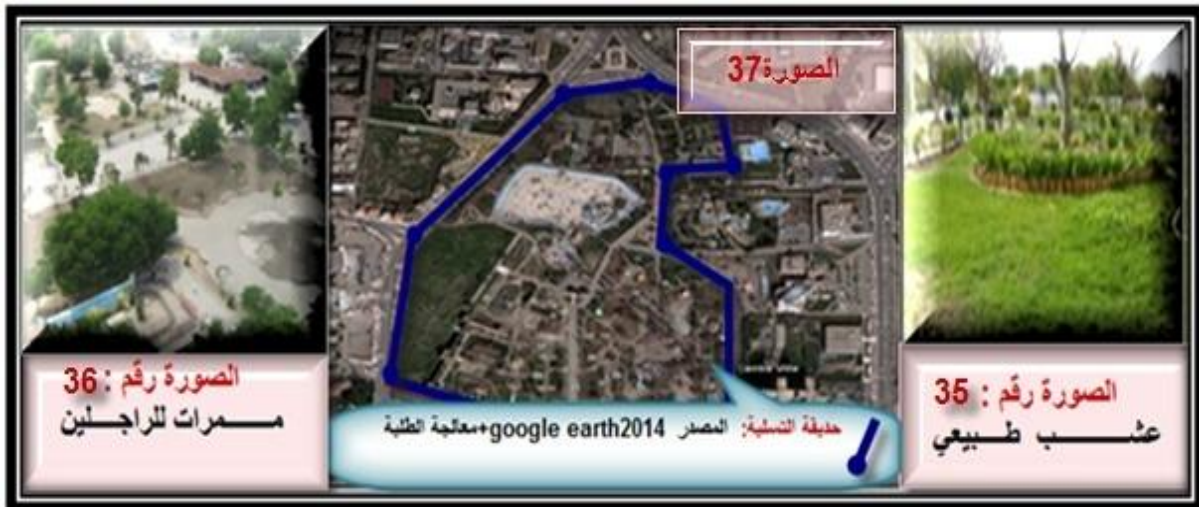 الصورة37
الصورة رقم : 35
عشب طبيعي
الصورة رقم : 36
ممرات للراجلين
حديقة التسلية: المصدر google earth2014+معالجة الطلبة